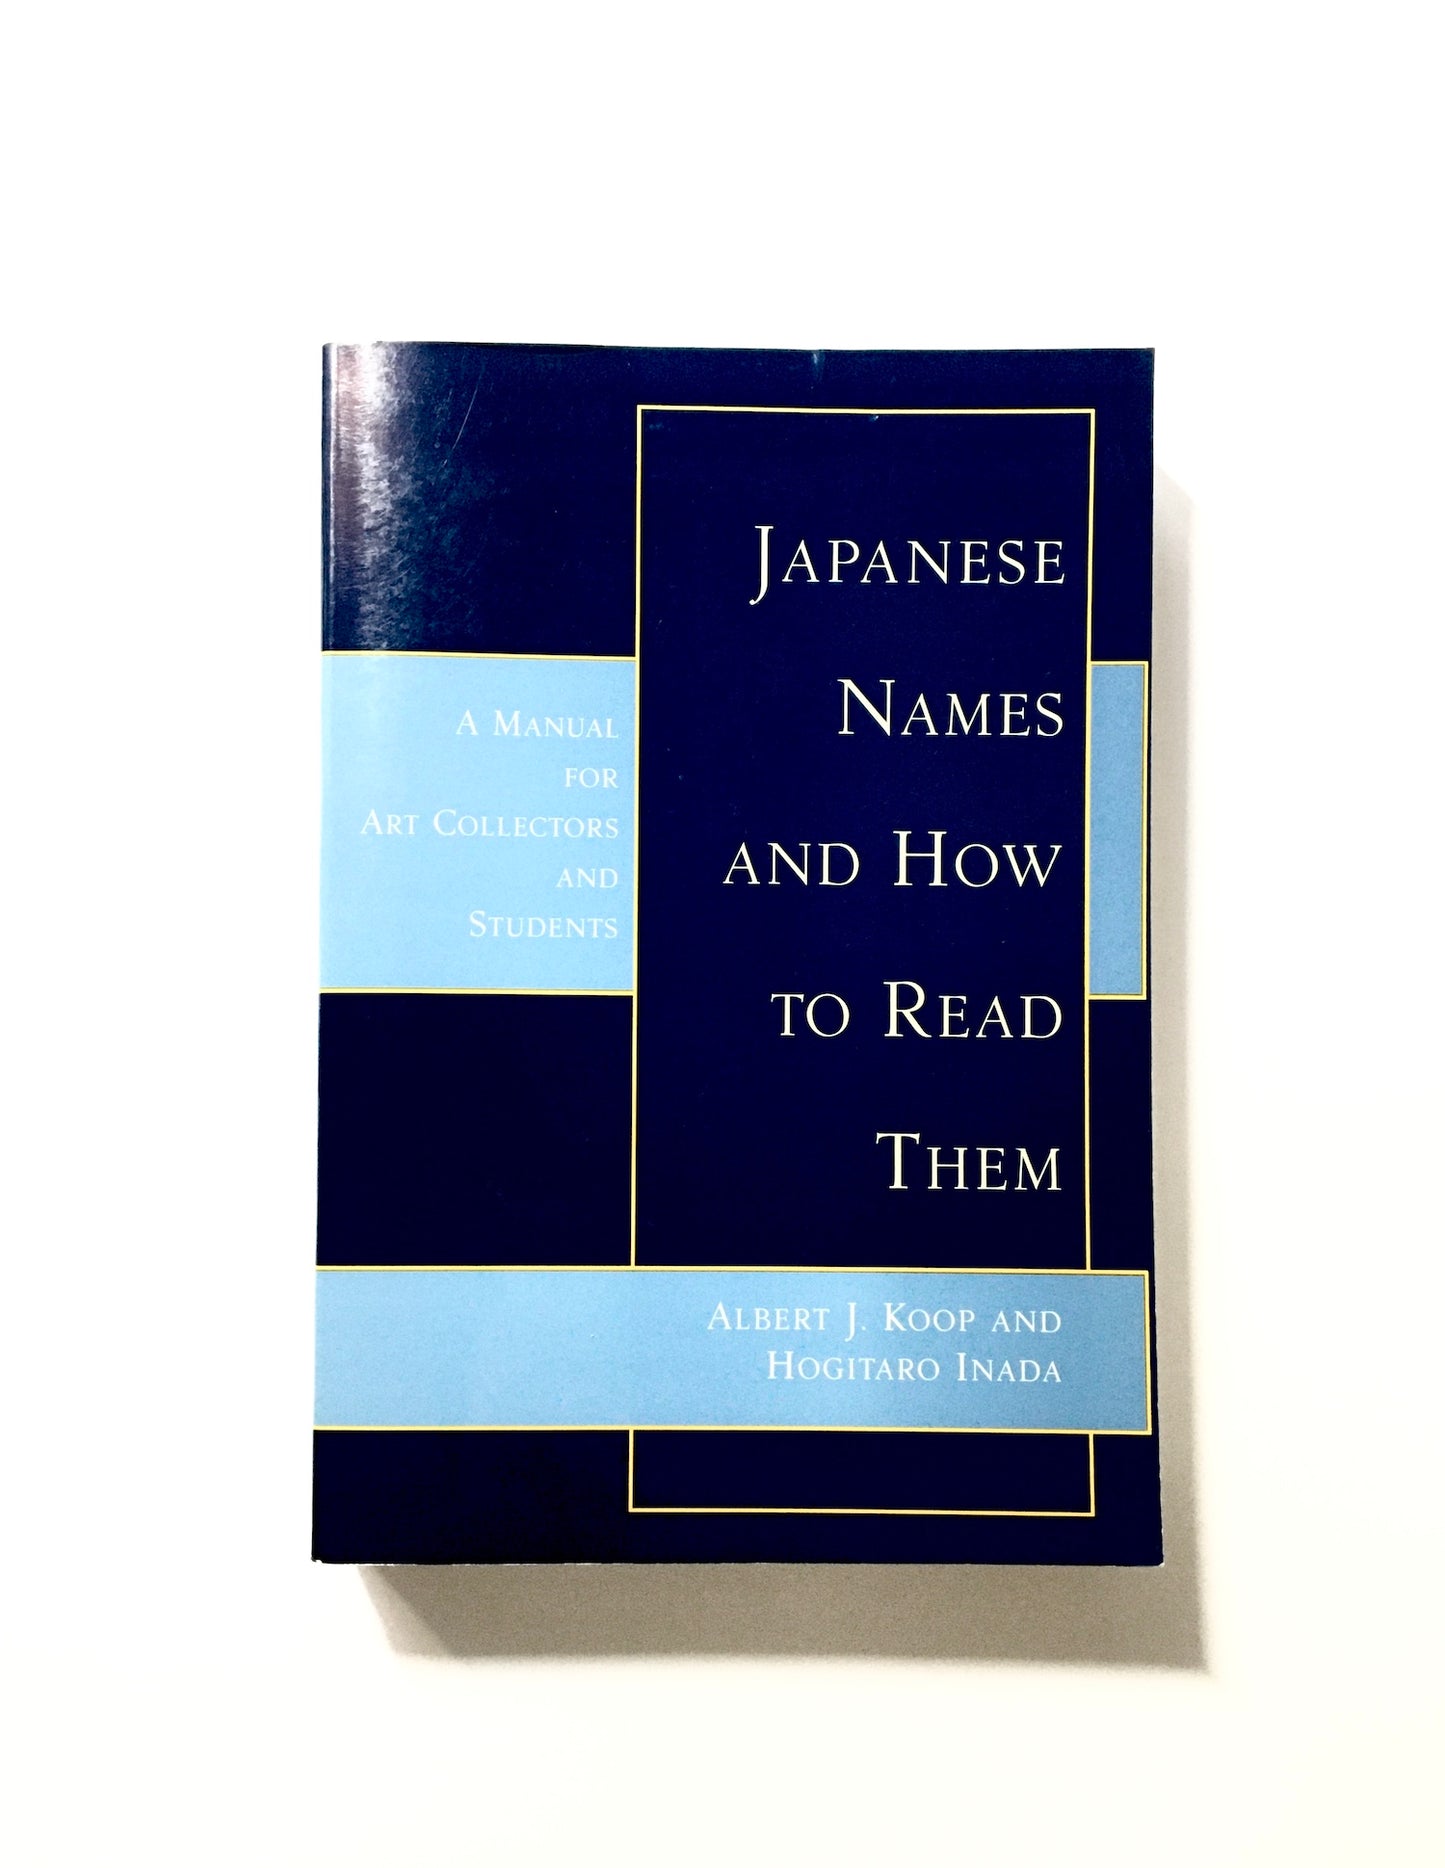 Japanese
Names
and How
to Read
Them
A Manual
for
Art Collectors
and
Students
Albert J. Koop and
Hogitaro Inada